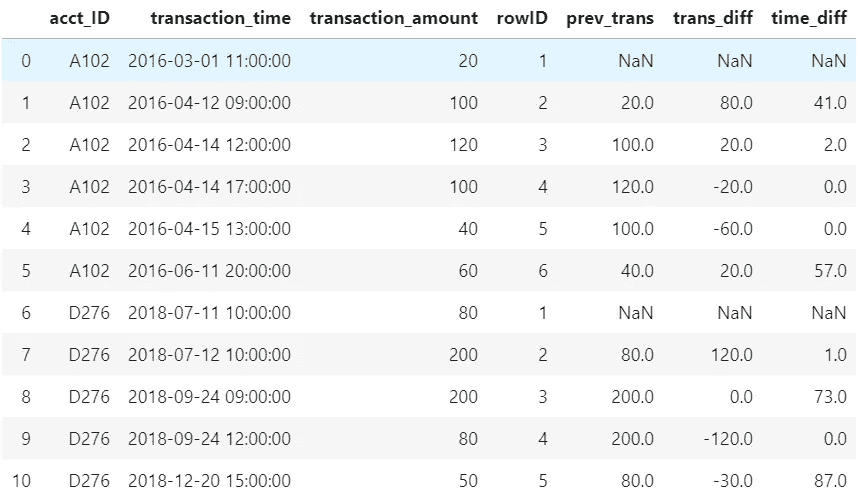 acct_ID transaction_time transaction_amount rowID prev_trans trans_diff time_diff
0 A102 2016-03-01 11:00:00 20 1 NaN NaN NaN
1 A102 2016-04-12 09:00:00 100 2 20.0 80.0 41.0
2 A102 2016-04-14 12:00:00 120 3 100.0 20.0 2.0
3 A102 2016-04-14 17:00:00 100 4 120.0 -20.0 0.0
4 A102 2016-04-15 13:00:00 40 5 100.0 -60.0 0.0
5 A102 2016-06-11 20:00:00 60 6 40.0 20.0 57.0
6 D276 2018-07-11 10:00:00 80 1 NaN NaN NaN
7 D276 2018-07-12 10:00:00 200 2 80.0 120.0 1.0
8 D276 2018-09-24 09:00:00 200 3 200.0 0.0 73.0
9 D276 2018-09-24 12:00:00 80 4 200.0 -120.0 0.0
10 D276 2018-12-20 15:00:00 50 5 80.0 -30.0 87.0